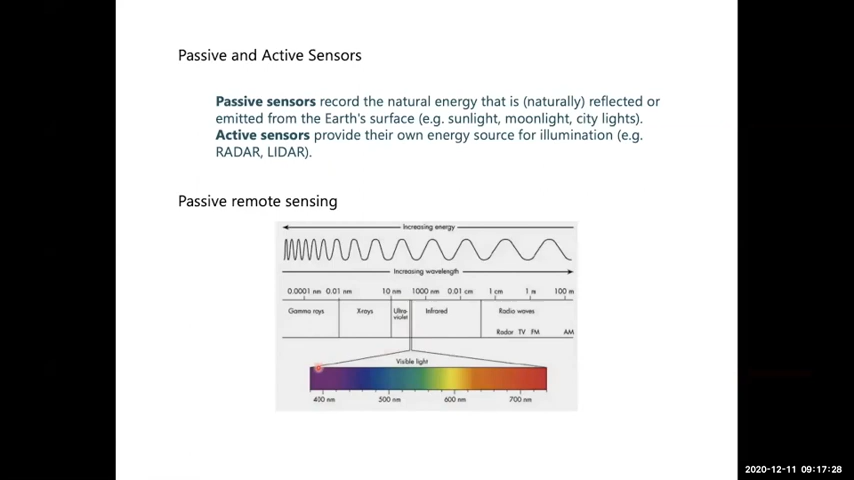 Passive and Active Sensors
Passive sensors record the natural energy that is (naturally) reflected or
emitted from the Earth's surface (e.g. sunlight, moonlight, city lights).
Active sensors provide their own energy source for illumination (e.g.
RADAR, LIDAR).
Passive remote sensing
Increasing energy
Increasing wavelength
0.0001 nm 0.01 nm 10 nm 1000 nm 0.01 cm 1 cm 1 m 100 m
Gamma rays X-rays Ultra-violet Infrared Radio waves
Radar TV FM AM
Visible light
400 nm 500 nm 600 nm 700 nm
2020-12-11 09:17:28